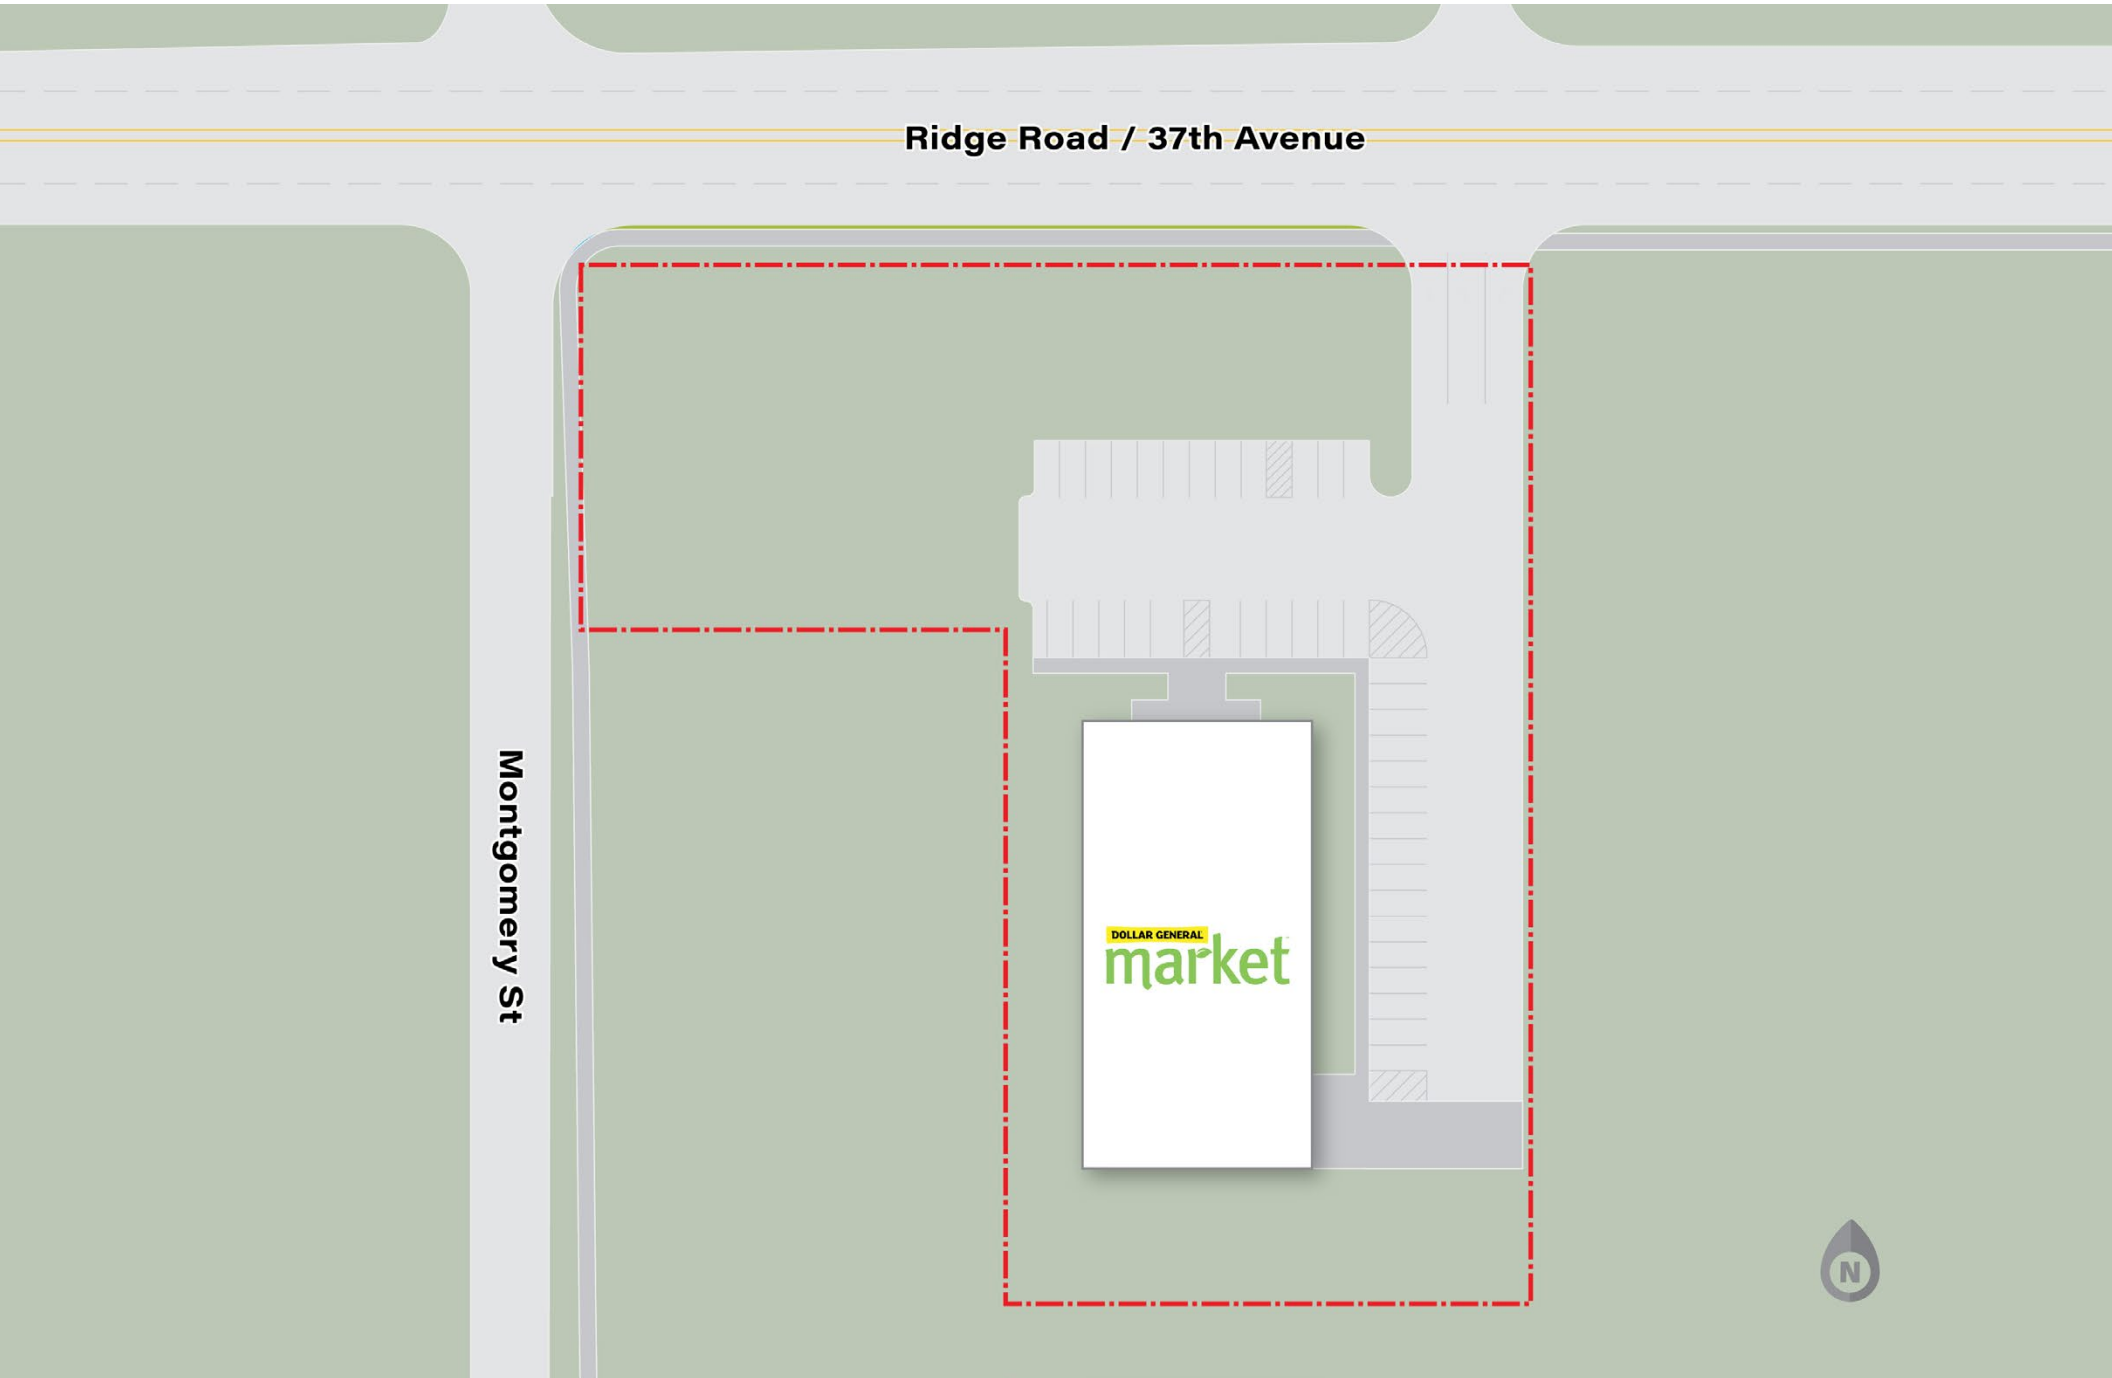 Ridge Road / 37th Avenue
Montgomery St
DOLLAR GENERAL
market
N